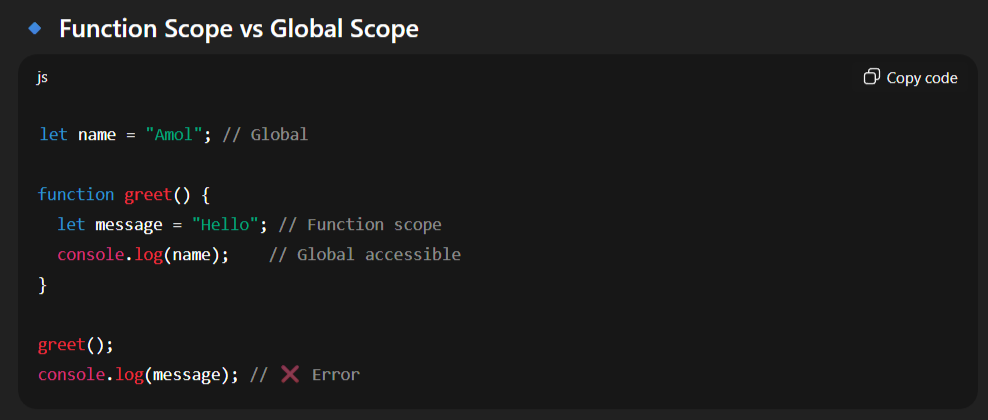 🔹 Function Scope vs Global Scope
js
Copy code
let name = "Amol"; // Global
function greet() {
  let message = "Hello"; // Function scope
  console.log(name);    // Global accessible
}
greet();
console.log(message); // ❌ Error